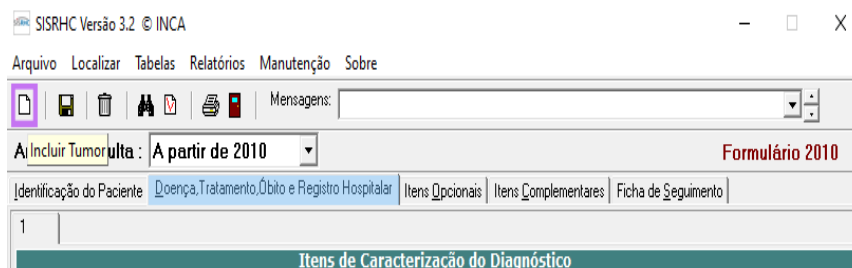 SISRHC Versão 3.2 © INCA
Arquivo Localizar Tabelas Relatórios Manutenção Sobre
Mensagens:
Incluir Tumor ulta : A partir de 2010 Formulário 2010
Identificação do Paciente Doença,Tratamento,Óbito e Registro Hospitalar Itens Opcionais Itens Complementares Ficha de Seguimento
1
Itens de Caracterização do Diagnóstico